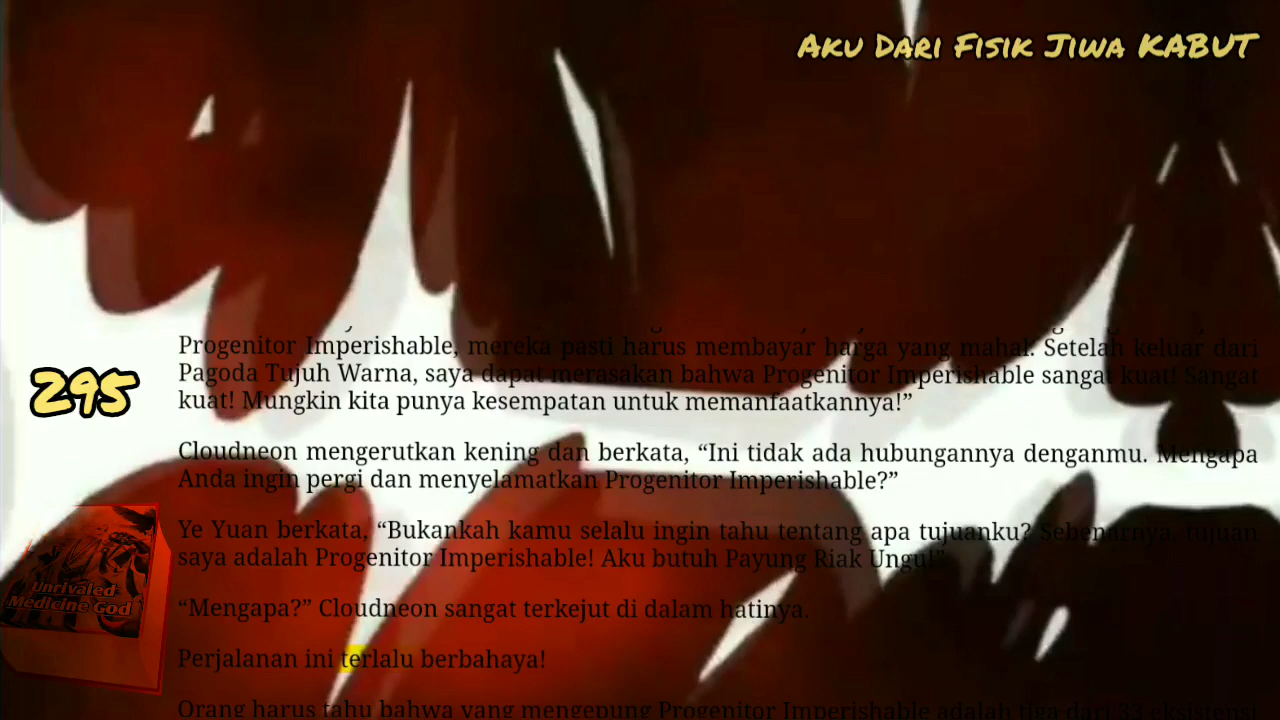 Aku Dari Fisik Jiwa KABUT
Progenitor Imperishable, mereka pasti harus membayar harga yang mahal. Setelah keluar dari
Pagoda Tujuh Warna, saya dapat merasakan bahwa Progenitor Imperishable sangat kuat! Sangat
kuat! Mungkin kita punya kesempatan untuk memanfaatkannya!”
295
Cloudneon mengerutkan kening dan berkata, “Ini tidak ada hubungannya denganmu. Mengapa
Anda ingin pergi dan menyelamatkan Progenitor Imperishable?”
Ye Yuan berkata, “Bukankah kamu selalu ingin tahu tentang apa tujuanku? Sebenarnya, tujuan
saya adalah Progenitor Imperishable! Aku butuh Payung Riak Ungu!”
Unrivaled
Medicine God
“Mengapa?” Cloudneon sangat terkejut di dalam hatinya.
Perjalanan ini terlalu berbahaya!
Orang harus tahu bahwa yang mengepung Progenitor Imperishable adalah tiga dari 33 eksistensi